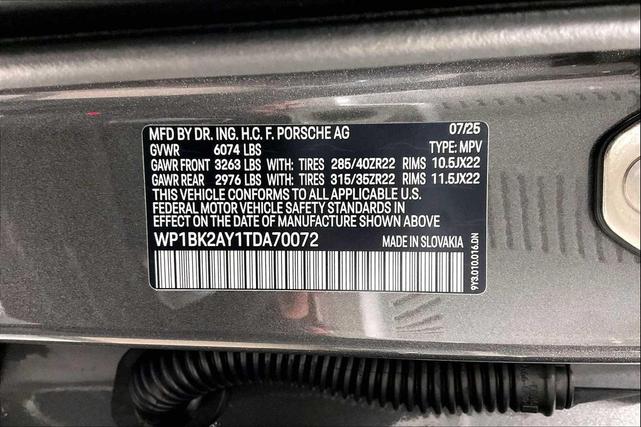 MFD BY DR. ING. H.C. F. PORSCHE AG 07/25
GVWR 6074 LBS TYPE: MPV
GAWR FRONT 3263 LBS WITH: TIRES 285/40ZR22 RIMS 10.5JX22
GAWR REAR 2976 LBS WITH: TIRES 315/35ZR22 RIMS 11.5JX22
THIS VEHICLE CONFORMS TO ALL APPLICABLE U.S.
FEDERAL MOTOR VEHICLE SAFETY STANDARDS IN
EFFECT ON THE DATE OF MANUFACTURE SHOWN ABOVE
WP1BK2AY1TDA70072 MADE IN SLOVAKIA
9Y3.010.016.DN